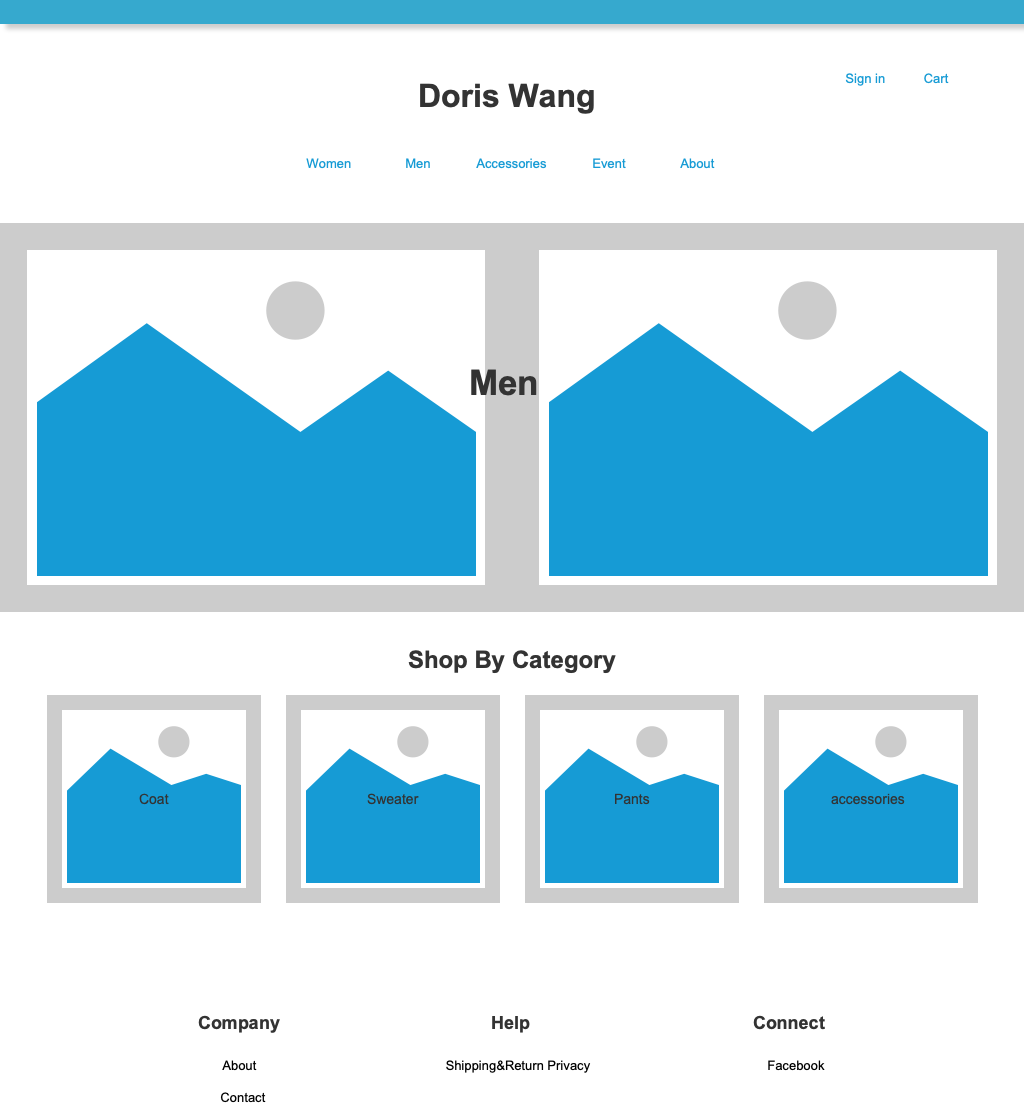 Sign in Cart
Doris Wang
Women Men Accessories Event About
Men
Shop By Category
Coat Sweater Pants accessories
Company Help Connect
About Shipping&Return Privacy Facebook
Contact